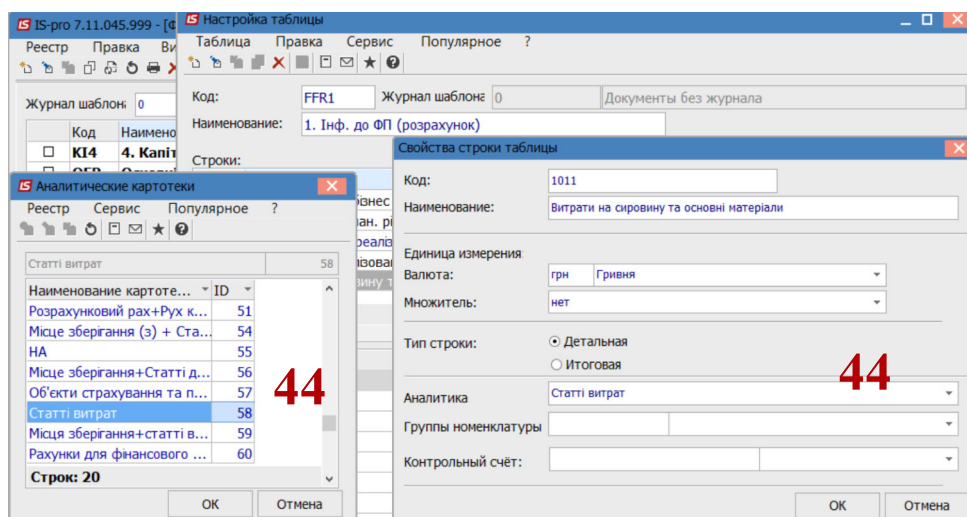 IS-pro 7.11.045.999 - [Ф
Реестр Правка Ви
Журнал шаблона 0
Код Наимено
KI4 4. Капіт
Настройка таблицы
Таблица Правка Сервис Популярное ?
Код: FFR1 Журнал шаблона 0 Документы без журнала
Наименование: 1. Інф. до ФП (розрахунок)
Строки:
Аналитические картотеки
Реестр Сервис Популярное ?
Статті витрат 58
Наименование картоте... ID
Розрахунковий рах+Рух к... 51
Місце зберігання (з) + Ста... 54
НА 55
Місце зберігання+Статті д... 56
Об'єкти страхування та п... 57
Статті витрат 58
Місця зберігання+статті в... 59
Рахунки для фінансового ... 60
Строк: 20
OK Отмена
44
Свойства строки таблицы
Код: 1011
Наименование: Витрати на сировину та основні матеріали
Единица измерения:
Валюта: грн Гривня
Множитель: нет
Тип строки: Детальная
Итоговая
44
Аналитика Статті витрат
Группы номенклатуры
Контрольный счёт:
OK Отмена